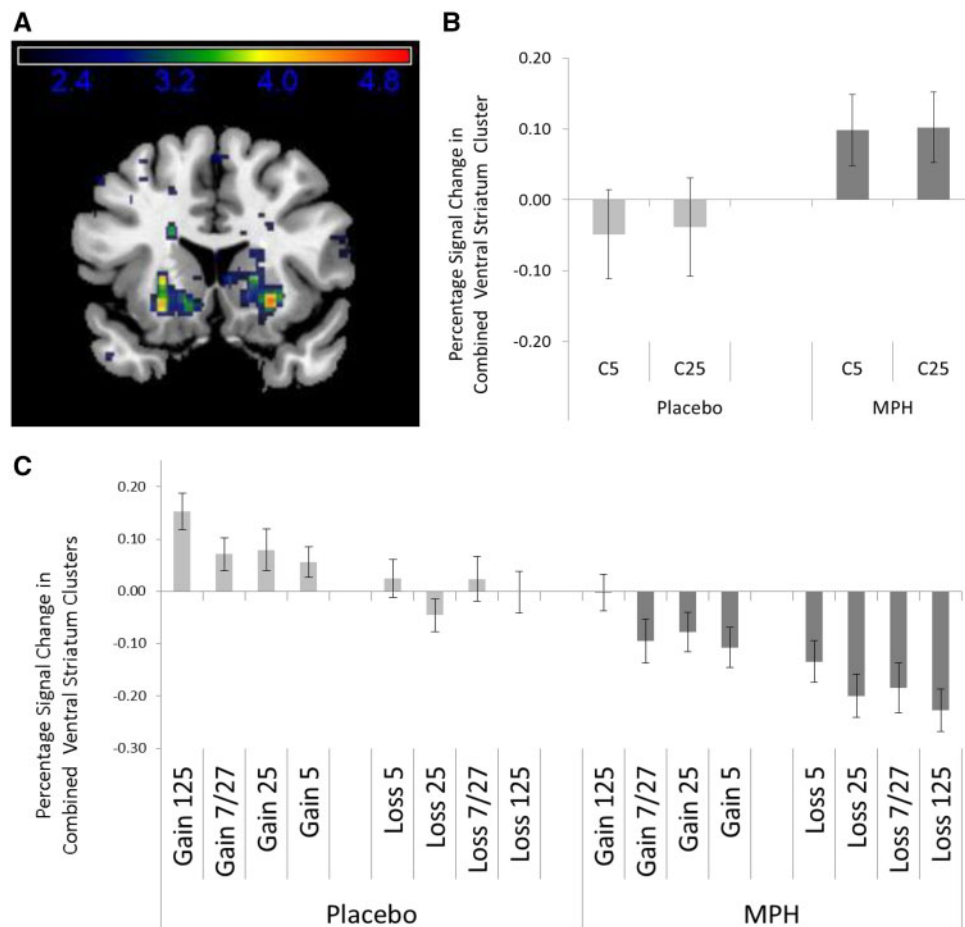 A
2.4 3.2 4.0 4.8
B
Percentage Signal Change in
Combined Ventral Striatum Cluster
0.20
0.10
0.00
-0.10
-0.20
C5 C25 C5 C25
Placebo MPH
C
Percentage Signal Change in
Combined Ventral Striatum Clusters
0.20
0.10
0.00
-0.10
-0.20
-0.30
Gain 125
Gain 7/27
Gain 25
Gain 5
Loss 5
Loss 25
Loss 7/27
Loss 125
Gain 125
Gain 7/27
Gain 25
Gain 5
Loss 5
Loss 25
Loss 7/27
Loss 125
Placebo MPH